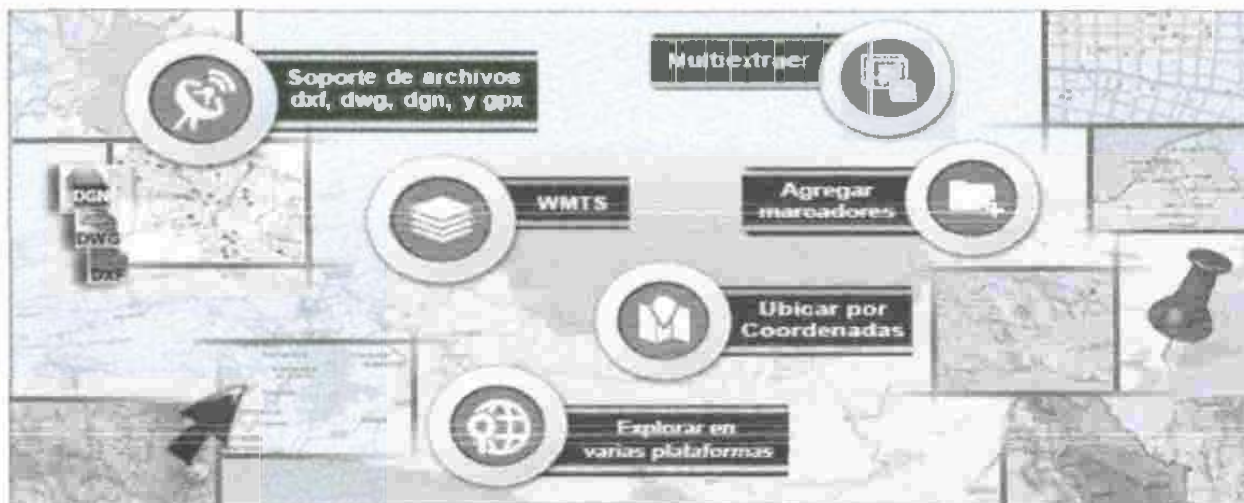 Soporte de archivos
dxf, dwg, dgn, y gpx
Multiextraer
DGN
DWG
DXF
WMTS
Agregar
marcadores
Ubicar por
Coordenadas
Explorar en
varias plataformas